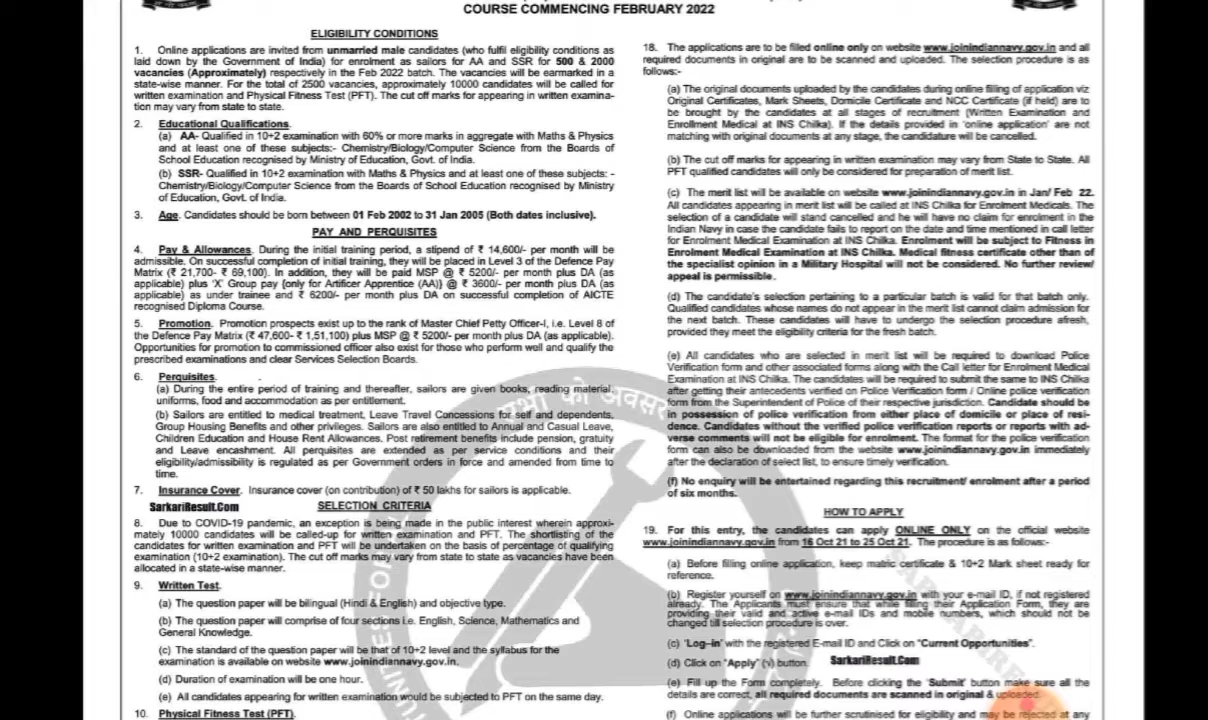 COURSE COMMENCING FEBRUARY 2022
ELIGIBILITY CONDITIONS
1. Online applications are invited from unmarried male candidates (who fulfil eligibility conditions as
laid down by the Government of India) for enrolment as sailors for AA and SSR for 500 & 2000
vacancies (Approximately) respectively in the Feb 2022 batch. The vacancies will be earmarked in a
state-wise manner. For the total of 2500 vacancies, approximately 10000 candidates will be called for
written examination and Physical Fitness Test (PFT). The cut off marks for appearing in written examina-
tion may vary from state to state.
2. Educational Qualifications.
(a) AA- Qualified in 10+2 examination with 60% or more marks in aggregate with Maths & Physics
and at least one of these subjects:- Chemistry/Biology/Computer Science from the Boards of
School Education recognised by Ministry of Education, Govt. of India.
(b) SSR- Qualified in 10+2 examination with Maths & Physics and at least one of these subjects: -
Chemistry/Biology/Computer Science from the Boards of School Education recognised by Ministry
of Education, Govt. of India.
3. Age. Candidates should be born between 01 Feb 2002 to 31 Jan 2005 (Both dates inclusive).
PAY AND PERQUISITES
4. Pay & Allowances. During the initial training period, a stipend of ₹ 14,600/- per month will be
admissible. On successful completion of initial training, they will be placed in Level 3 of the Defence Pay
Matrix (₹ 21,700- ₹ 69,100). In addition, they will be paid MSP @ ₹ 5200/- per month plus DA (as
applicable) plus 'X' Group pay {only for Artificer Apprentice (AA)} @ ₹ 3600/- per month plus DA (as
applicable) as under trainee and ₹ 6200/- per month plus DA on successful completion of AICTE
recognised Diploma Course.
5. Promotion. Promotion prospects exist up to the rank of Master Chief Petty Officer-I, i.e. Level 8 of
the Defence Pay Matrix (₹ 47,600- ₹ 1,51,100) plus MSP @ ₹ 5200/- per month plus DA (as applicable).
Opportunities for promotion to commissioned officer also exist for those who perform well and qualify the
prescribed examinations and clear Services Selection Boards.
6. Perquisites.
(a) During the entire period of training and thereafter, sailors are given books, reading material,
uniforms, food and accommodation as per entitlement.
(b) Sailors are entitled to medical treatment, Leave Travel Concessions for self and dependents,
Group Housing Benefits and other privileges. Sailors are also entitled to Annual and Casual Leave,
Children Education and House Rent Allowances. Post retirement benefits include pension, gratuity
and Leave encashment. All perquisites are extended as per service conditions and their
eligibility/admissibility is regulated as per Government orders in force and amended from time to
time.
7. Insurance Cover. Insurance cover (on contribution) of ₹ 50 lakhs for sailors is applicable.
SarkariResult.Com
SELECTION CRITERIA
8. Due to COVID-19 pandemic, an exception is being made in the public interest wherein approxi-
mately 10000 candidates will be called-up for written examination and PFT. The shortlisting of the
candidates for written examination and PFT will be undertaken on the basis of percentage of qualifying
examination (10+2 examination). The cut off marks may vary from state to state as vacancies have been
allocated in a state-wise manner.
9. Written Test.
(a) The question paper will be bilingual (Hindi & English) and objective type.
(b) The question paper will comprise of four sections i.e. English, Science, Mathematics and
General Knowledge.
(c) The standard of the question paper will be that of 10+2 level and the syllabus for the
examination is available on website www.joinindiannavy.gov.in.
(d) Duration of examination will be one hour.
(e) All candidates appearing for written examination would be subjected to PFT on the same day.
10. Physical Fitness Test (PFT).
18. The applications are to be filled online only on website www.joinindiannavy.gov.in and all
required documents in original are to be scanned and uploaded. The selection procedure is as
follows:-
(a) The original documents uploaded by the candidates during online filling of application viz
Original Certificates, Mark Sheets, Domicile Certificate and NCC Certificate (if held) are to
be brought by the candidates at all stages of recruitment (Written Examination and
Enrollment Medical at INS Chilka). If the details provided in 'online application' are not
matching with original documents at any stage, the candidature will be cancelled.
(b) The cut off marks for appearing in written examination may vary from State to State. All
PFT qualified candidates will only be considered for preparation of merit list.
(c) The merit list will be available on website www.joinindiannavy.gov.in in Jan/ Feb 22.
All candidates appearing in merit list will be called at INS Chilka for Enrolment Medicals. The
selection of a candidate will stand cancelled and he will have no claim for enrolment in the
Indian Navy in case the candidate fails to report on the date and time mentioned in call letter
for Enrolment Medical Examination at INS Chilka. Enrolment will be subject to Fitness in
Enrolment Medical Examination at INS Chilka. Medical fitness certificate other than of
the specialist opinion in a Military Hospital will not be considered. No further review/
appeal is permissible.
(d) The candidate's selection pertaining to a particular batch is valid for that batch only.
Qualified candidates whose names do not appear in the merit list cannot claim admission for
the next batch. These candidates will have to undergo the selection procedure afresh,
provided they meet the eligibility criteria for the fresh batch.
(e) All candidates who are selected in merit list will be required to download Police
Verification form and other associated forms along with the Call letter for Enrolment Medical
Examination at INS Chilka. The candidates will be required to submit the same to INS Chilka
after getting their antecedents verified on Police Verification form / Online police verification
form from the Superintendent of Police of their respective jurisdiction. Candidate should be
in possession of police verification from either place of domicile or place of resi-
dence. Candidates without the verified police verification reports or reports with ad-
verse comments will not be eligible for enrolment. The format for the police verification
form can also be downloaded from the website www.joinindiannavy.gov.in immediately
after the declaration of select list, to ensure timely verification.
(f) No enquiry will be entertained regarding this recruitment/ enrolment after a period
of six months.
HOW TO APPLY
19. For this entry, the candidates can apply ONLINE ONLY on the official website
www.joinindiannavy.gov.in from 16 Oct 21 to 25 Oct 21. The procedure is as follows:-
(a) Before filling online application, keep matric certificate & 10+2 Mark sheet ready for
reference.
(b) Register yourself on www.joinindiannavy.gov.in with your e-mail ID, if not registered
already. The Applicants must ensure that while filling their Application Form, they are
providing their valid and active e-mail IDs and mobile numbers, which should not be
changed till selection procedure is over.
(c) 'Log-in' with the registered E-mail ID and Click on "Current Opportunities".
(d) Click on "Apply" (√) button.
SarkariResult.Com
(e) Fill up the Form completely. Before clicking the 'Submit' button make sure all the
details are correct, all required documents are scanned in original & uploaded.
(f) Online applications will be further scrutinised for eligibility and may be rejected at any